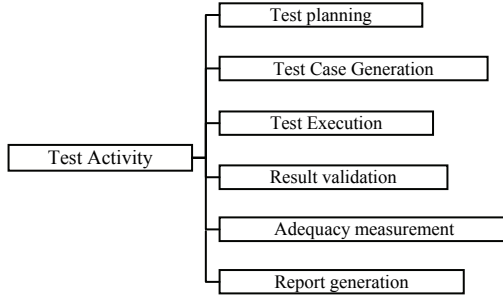 Test planning
Test Case Generation
Test Execution
Test Activity
Result validation
Adequacy measurement
Report generation